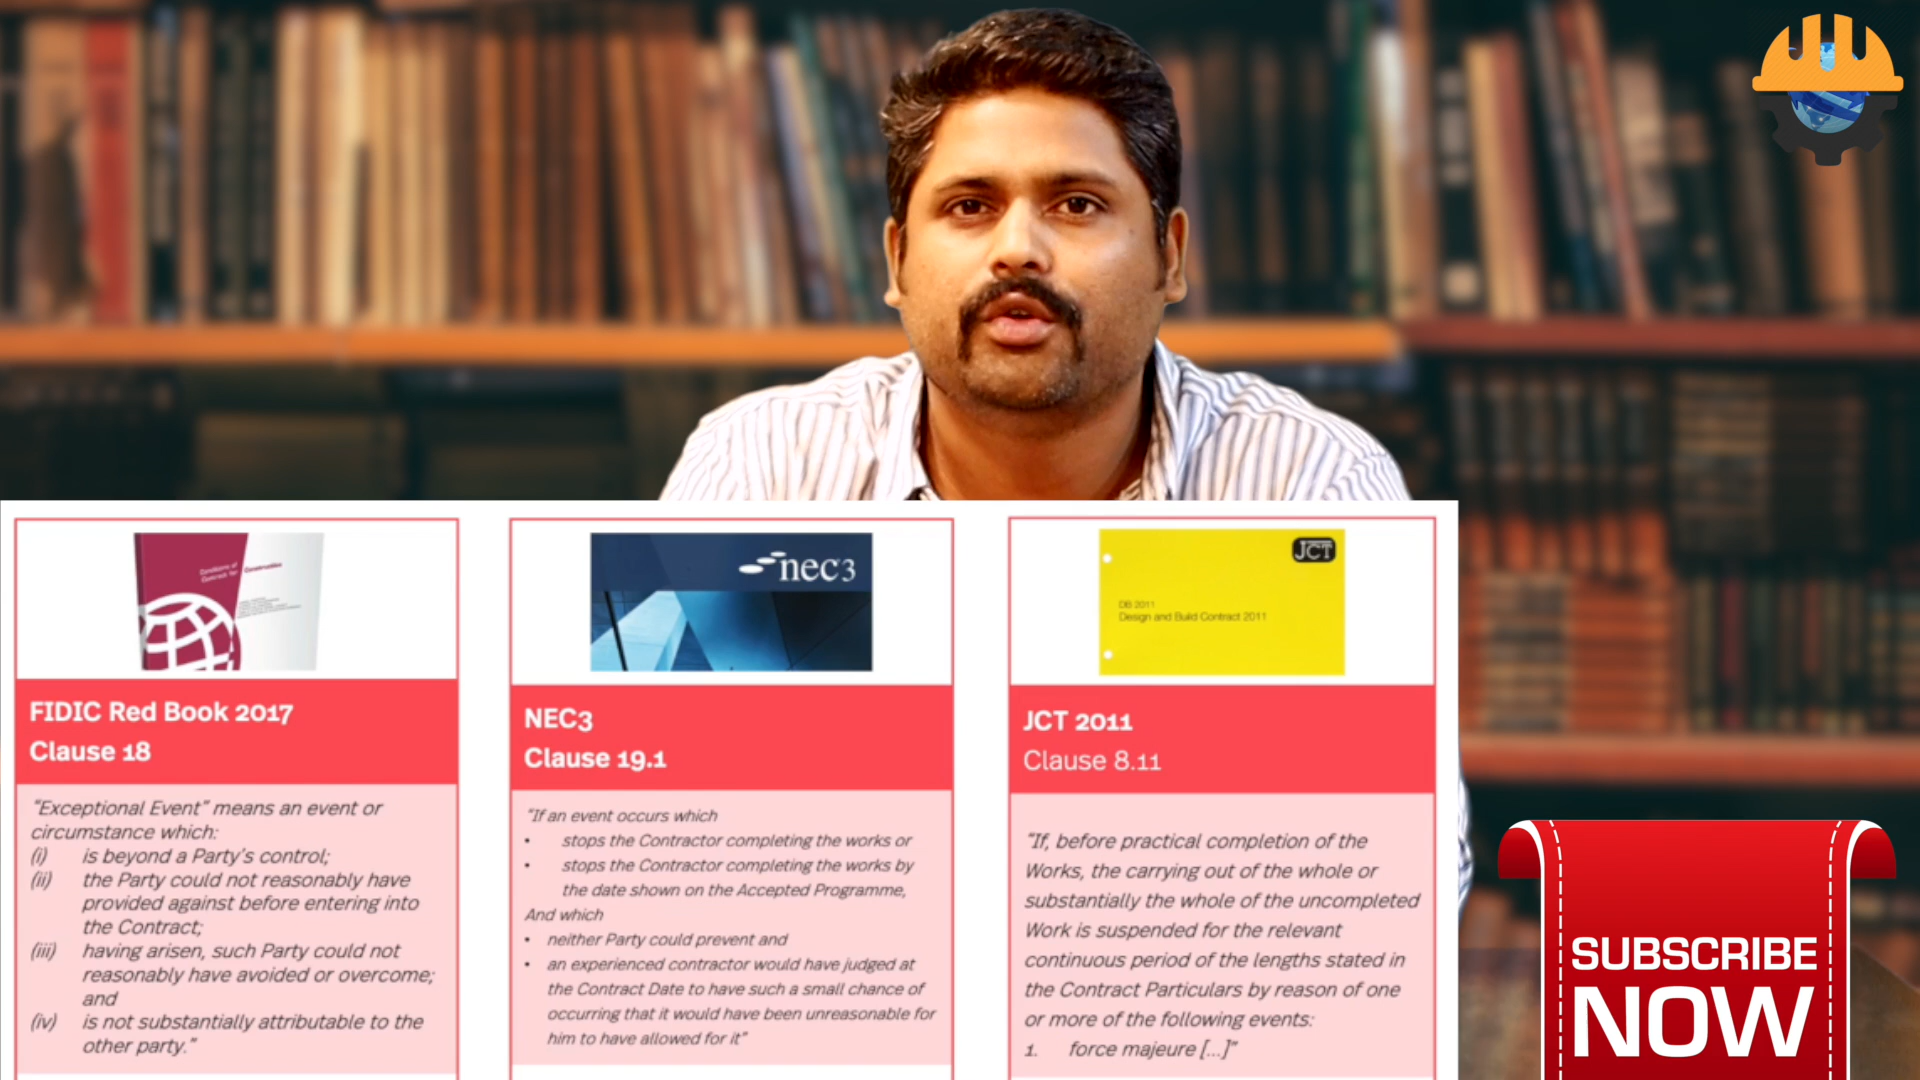 Conditions of
Contract for Construction
FIDIC Red Book 2017
Clause 18
“Exceptional Event” means an event or
circumstance which:
(i) is beyond a Party's control;
(ii) the Party could not reasonably have
provided against before entering into
the Contract;
(iii) having arisen, such Party could not
reasonably have avoided or overcome;
and
(iv) is not substantially attributable to the
other party.”
nec3
NEC3
Clause 19.1
“If an event occurs which
• stops the Contractor completing the works or
• stops the Contractor completing the works by
the date shown on the Accepted Programme,
And which
• neither Party could prevent and
• an experienced contractor would have judged at
the Contract Date to have such a small chance of
occurring that it would have been unreasonable for
him to have allowed for it”
JCT
DB 2011
Design and Build Contract 2011
JCT 2011
Clause 8.11
“If, before practical completion of the
Works, the carrying out of the whole or
substantially the whole of the uncompleted
Work is suspended for the relevant
continuous period of the lengths stated in
the Contract Particulars by reason of one
or more of the following events:
1. force majeure [...]”
SUBSCRIBE
NOW